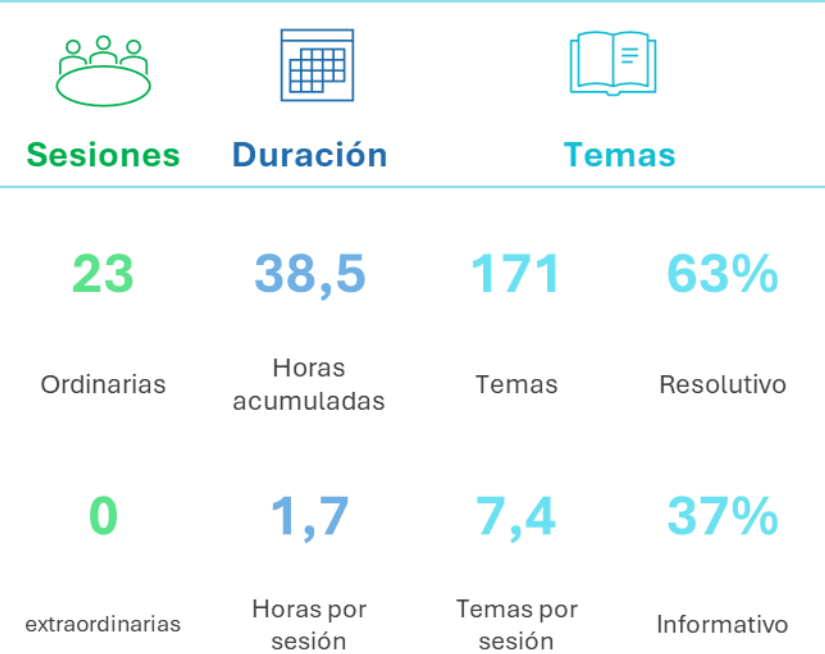 Sesiones Duración Temas
23 38,5 171 63%
Ordinarias
Horas
acumuladas
Temas
Resolutivo
0 1,7 7,4 37%
extraordinarias
Horas por
sesión
Temas por
sesión
Informativo